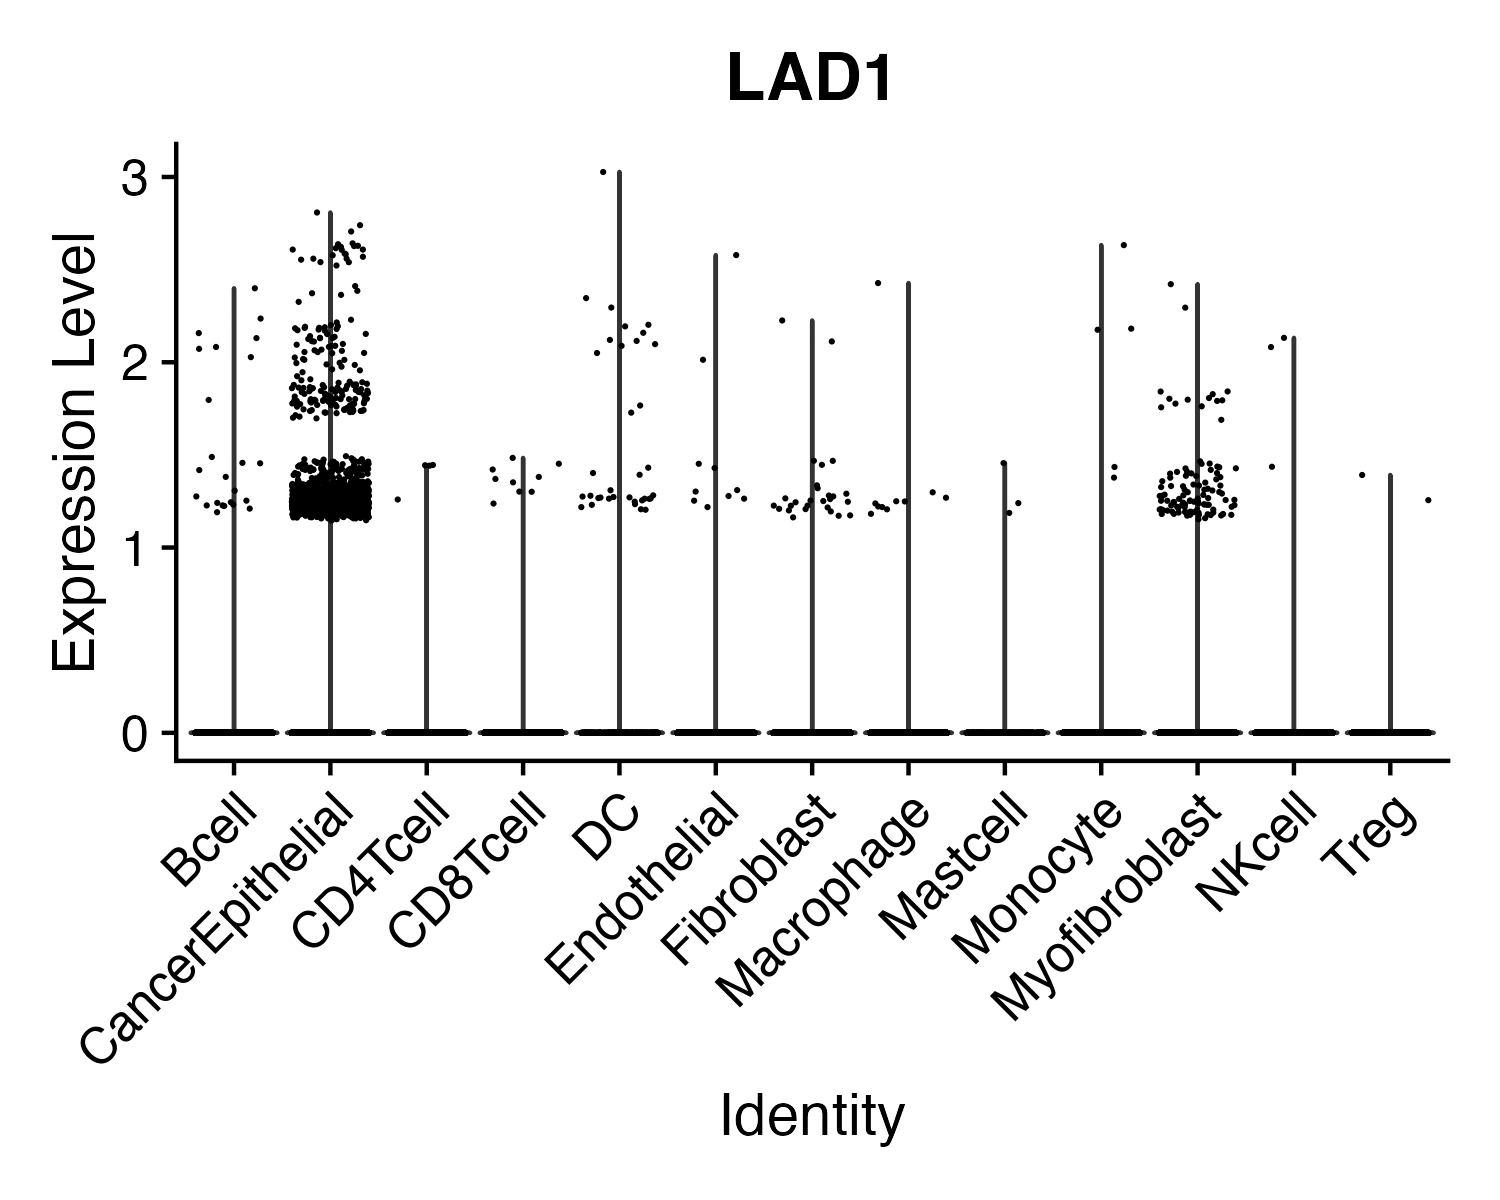 LAD1
Expression Level
3
2
1
0
Bcell
CancerEpithelial
CD4Tcell
CD8Tcell
DC
Endothelial
Fibroblast
Macrophage
Mastcell
Monocyte
Myofibroblast
NKcell
Treg
Identity